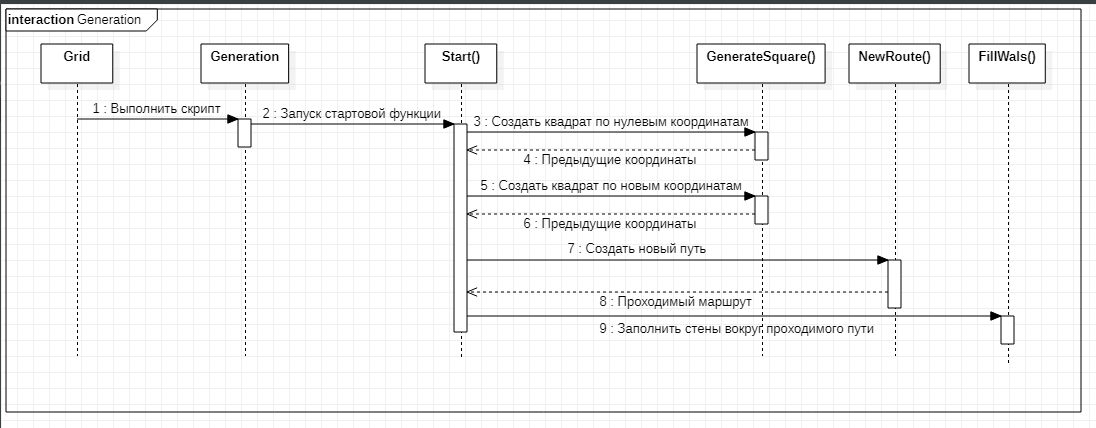 interaction Generation
Grid
Generation
Start()
GenerateSquare()
NewRoute()
FillWals()
1 : Выполнить скрипт
2 : Запуск стартовой функции
3 : Создать квадрат по нулевым координатам
4 : Предыдущие координаты
5 : Создать квадрат по новым координатам
6 : Предыдущие координаты
7 : Создать новый путь
8 : Проходимый маршрут
9 : Заполнить стены вокруг проходимого пути